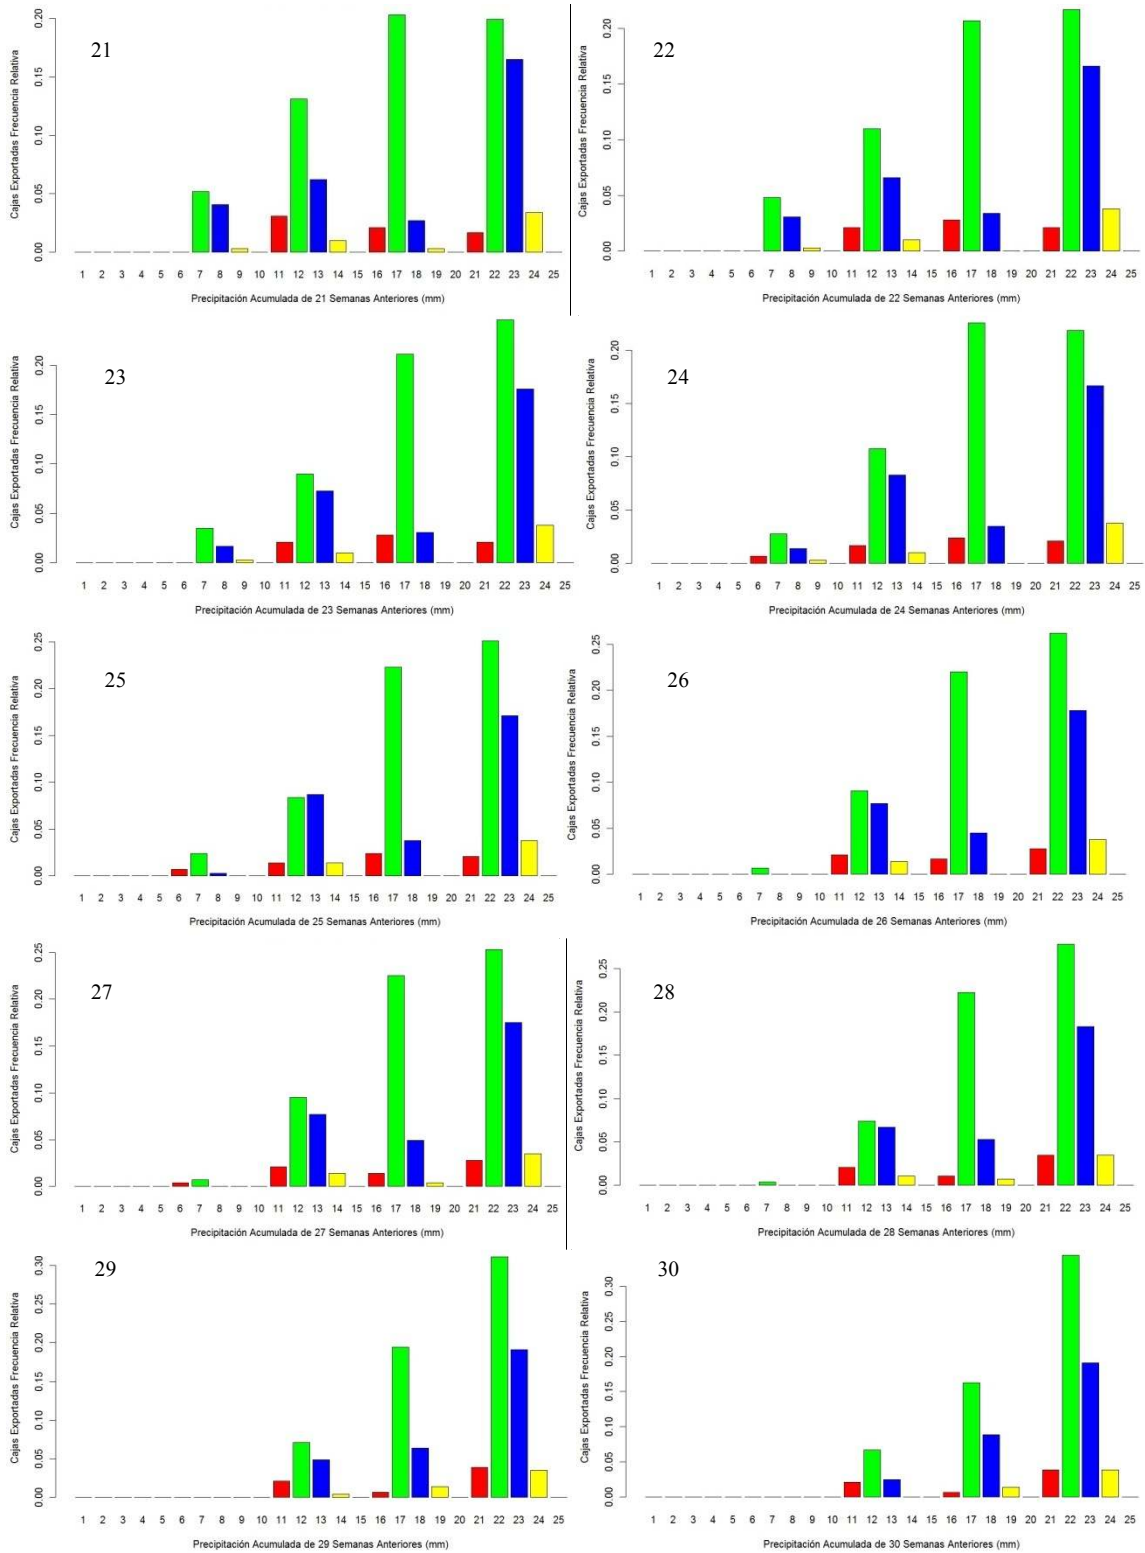 21
Cajas Exportadas Frecuencia Relativa
0.00 0.05 0.10 0.15 0.20
1 2 3 4 5 6 7 8 9 10 11 12 13 14 15 16 17 18 19 20 21 22 23 24 25
Precipitación Acumulada de 21 Semanas Anteriores (mm)
22
Cajas Exportadas Frecuencia Relativa
0.00 0.05 0.10 0.15 0.20
1 2 3 4 5 6 7 8 9 10 11 12 13 14 15 16 17 18 19 20 21 22 23 24 25
Precipitación Acumulada de 22 Semanas Anteriores (mm)
23
Cajas Exportadas Frecuencia Relativa
0.00 0.05 0.10 0.15 0.20
1 2 3 4 5 6 7 8 9 10 11 12 13 14 15 16 17 18 19 20 21 22 23 24 25
Precipitación Acumulada de 23 Semanas Anteriores (mm)
24
Cajas Exportadas Frecuencia Relativa
0.00 0.05 0.10 0.15 0.20
1 2 3 4 5 6 7 8 9 10 11 12 13 14 15 16 17 18 19 20 21 22 23 24 25
Precipitación Acumulada de 24 Semanas Anteriores (mm)
25
Cajas Exportadas Frecuencia Relativa
0.00 0.05 0.10 0.15 0.20 0.25
1 2 3 4 5 6 7 8 9 10 11 12 13 14 15 16 17 18 19 20 21 22 23 24 25
Precipitación Acumulada de 25 Semanas Anteriores (mm)
26
Cajas Exportadas Frecuencia Relativa
0.00 0.05 0.10 0.15 0.20 0.25
1 2 3 4 5 6 7 8 9 10 11 12 13 14 15 16 17 18 19 20 21 22 23 24 25
Precipitación Acumulada de 26 Semanas Anteriores (mm)
27
Cajas Exportadas Frecuencia Relativa
0.00 0.05 0.10 0.15 0.20 0.25
1 2 3 4 5 6 7 8 9 10 11 12 13 14 15 16 17 18 19 20 21 22 23 24 25
Precipitación Acumulada de 27 Semanas Anteriores (mm)
28
Cajas Exportadas Frecuencia Relativa
0.00 0.05 0.10 0.15 0.20 0.25
1 2 3 4 5 6 7 8 9 10 11 12 13 14 15 16 17 18 19 20 21 22 23 24 25
Precipitación Acumulada de 28 Semanas Anteriores (mm)
29
Cajas Exportadas Frecuencia Relativa
0.00 0.05 0.10 0.15 0.20 0.25 0.30
1 2 3 4 5 6 7 8 9 10 11 12 13 14 15 16 17 18 19 20 21 22 23 24 25
Precipitación Acumulada de 29 Semanas Anteriores (mm)
30
Cajas Exportadas Frecuencia Relativa
0.00 0.05 0.10 0.15 0.20 0.25 0.30
1 2 3 4 5 6 7 8 9 10 11 12 13 14 15 16 17 18 19 20 21 22 23 24 25
Precipitación Acumulada de 30 Semanas Anteriores (mm)